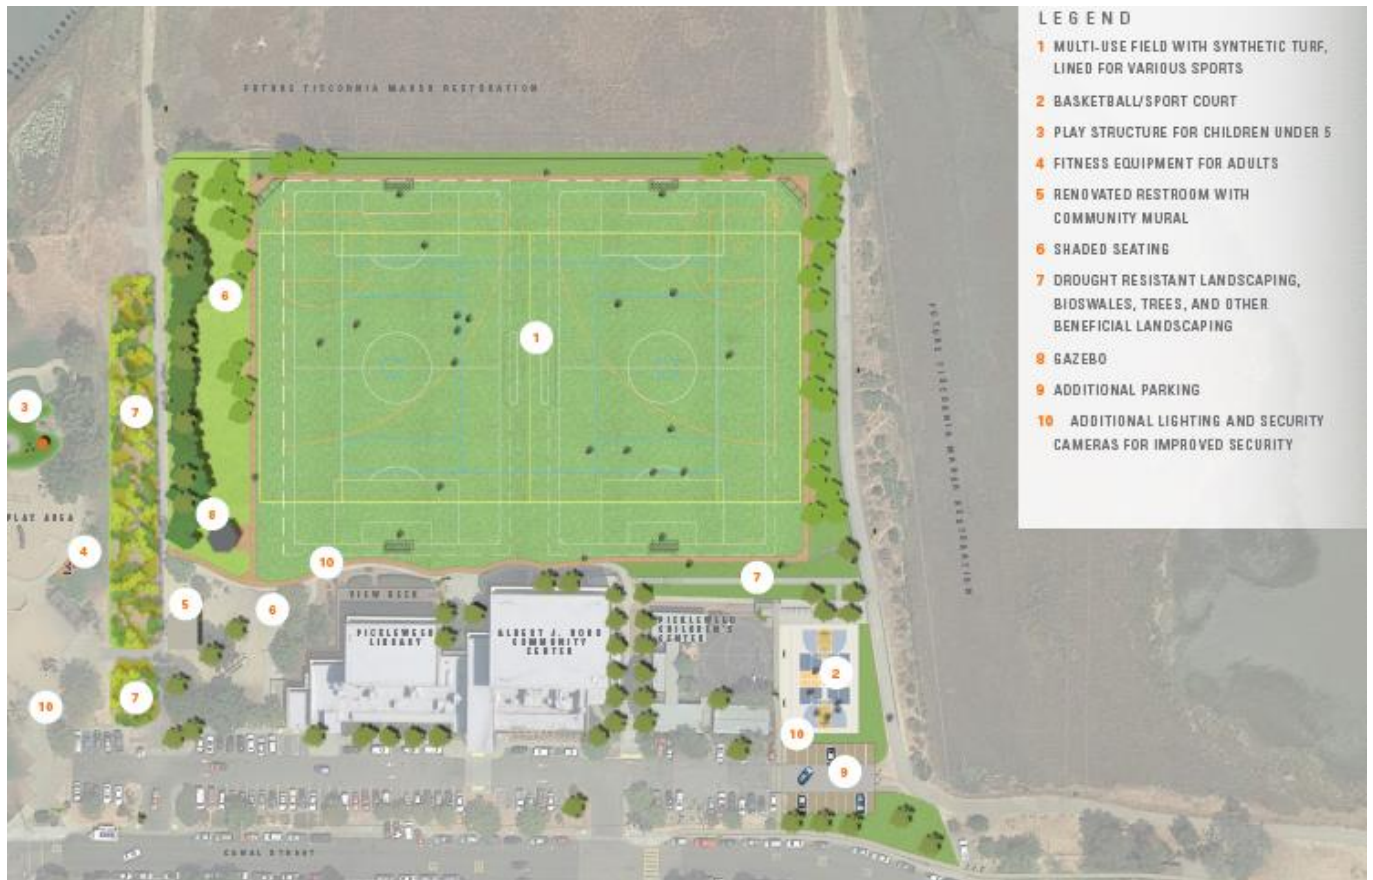 LEGEND
1 MULTI-USE FIELD WITH SYNTHETIC TURF,
LINED FOR VARIOUS SPORTS
2 BASKETBALL/SPORT COURT
3 PLAY STRUCTURE FOR CHILDREN UNDER 5
4 FITNESS EQUIPMENT FOR ADULTS
5 RENOVATED RESTROOM WITH
COMMUNITY MURAL
6 SHADED SEATING
7 DROUGHT RESISTANT LANDSCAPING,
BIOSWALES, TREES, AND OTHER
BENEFICIAL LANDSCAPING
8 GAZEBO
9 ADDITIONAL PARKING
10 ADDITIONAL LIGHTING AND SECURITY
CAMERAS FOR IMPROVED SECURITY
FUTURE TISCORNIA MARSH RESTORATION
6
1
FUTURE TISCORNIA MARSH RESTORATION
3
7
8
PLAY AREA
4
10
7
5
6
VIEW DECK
PICKLEWEED
LIBRARY
ALBERT J. BORO
COMMUNITY
CENTER
PICKLEWEED
CHILDREN'S
CENTER
2
7
10
10
9
CANAL STREET